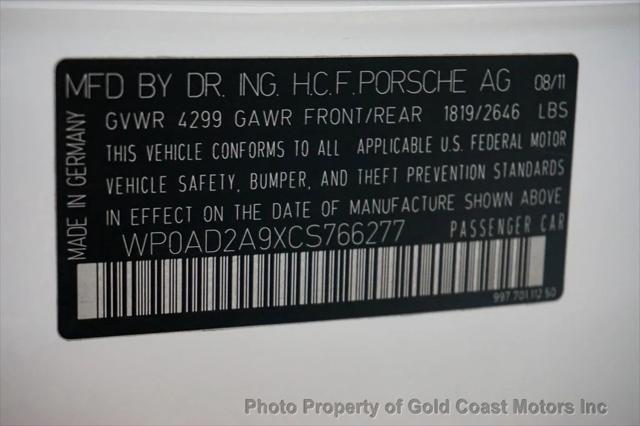 MFD BY DR. ING. H.C.F. PORSCHE AG 08/11
GVWR 4299 GAWR FRONT/REAR 1819/2646 LBS
THIS VEHICLE CONFORMS TO ALL APPLICABLE U.S. FEDERAL MOTOR
VEHICLE SAFETY, BUMPER, AND THEFT PREVENTION STANDARDS
IN EFFECT ON THE DATE OF MANUFACTURE SHOWN ABOVE
WP0AD2A9XCS766277 PASSENGER CAR
MADE IN GERMANY
997.701.112.50
Photo Property of Gold Coast Motors Inc